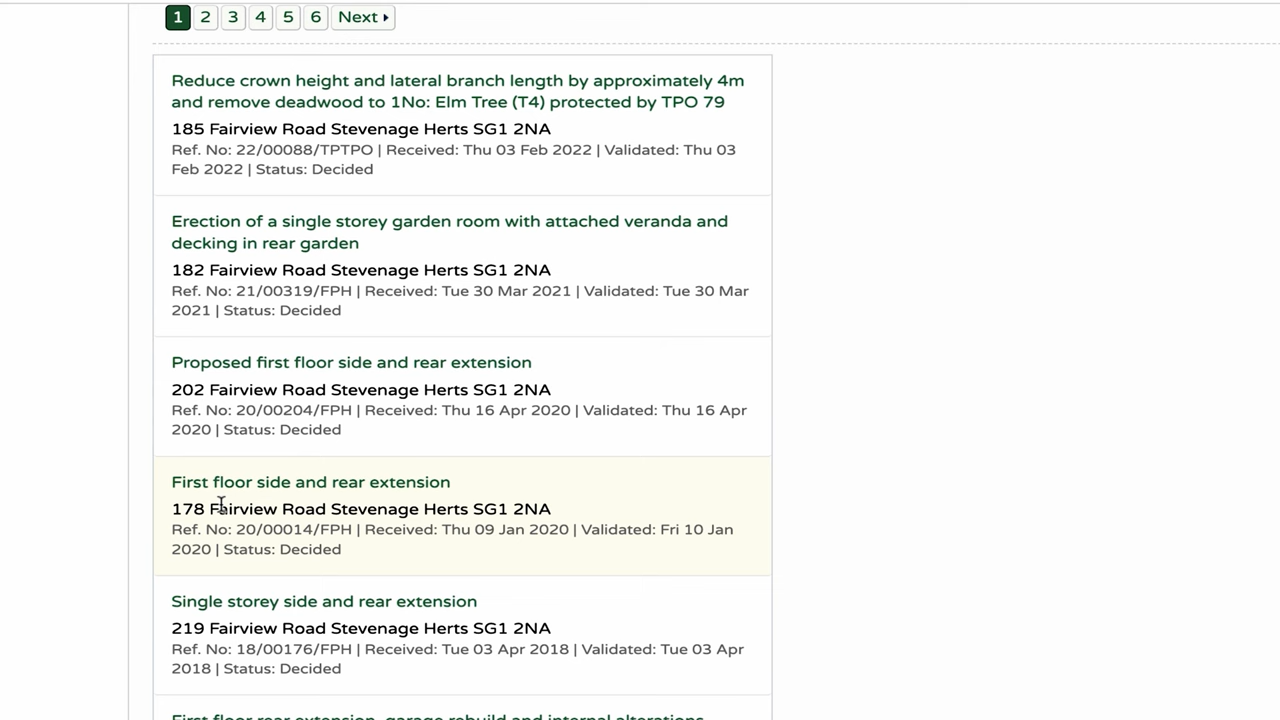 1 2 3 4 5 6 Next
Reduce crown height and lateral branch length by approximately 4m
and remove deadwood to 1No: Elm Tree (T4) protected by TPO 79
185 Fairview Road Stevenage Herts SG1 2NA
Ref. No: 22/00088/TPTPO | Received: Thu 03 Feb 2022 | Validated: Thu 03
Feb 2022 | Status: Decided
Erection of a single storey garden room with attached veranda and
decking in rear garden
182 Fairview Road Stevenage Herts SG1 2NA
Ref. No: 21/00319/FPH | Received: Tue 30 Mar 2021 | Validated: Tue 30 Mar
2021 | Status: Decided
Proposed first floor side and rear extension
202 Fairview Road Stevenage Herts SG1 2NA
Ref. No: 20/00204/FPH | Received: Thu 16 Apr 2020 | Validated: Thu 16 Apr
2020 | Status: Decided
First floor side and rear extension
178 Fairview Road Stevenage Herts SG1 2NA
Ref. No: 20/00014/FPH | Received: Thu 09 Jan 2020 | Validated: Fri 10 Jan
2020 | Status: Decided
Single storey side and rear extension
219 Fairview Road Stevenage Herts SG1 2NA
Ref. No: 18/00176/FPH | Received: Tue 03 Apr 2018 | Validated: Tue 03 Apr
2018 | Status: Decided
First floor rear extension, garage rebuild and internal alterations